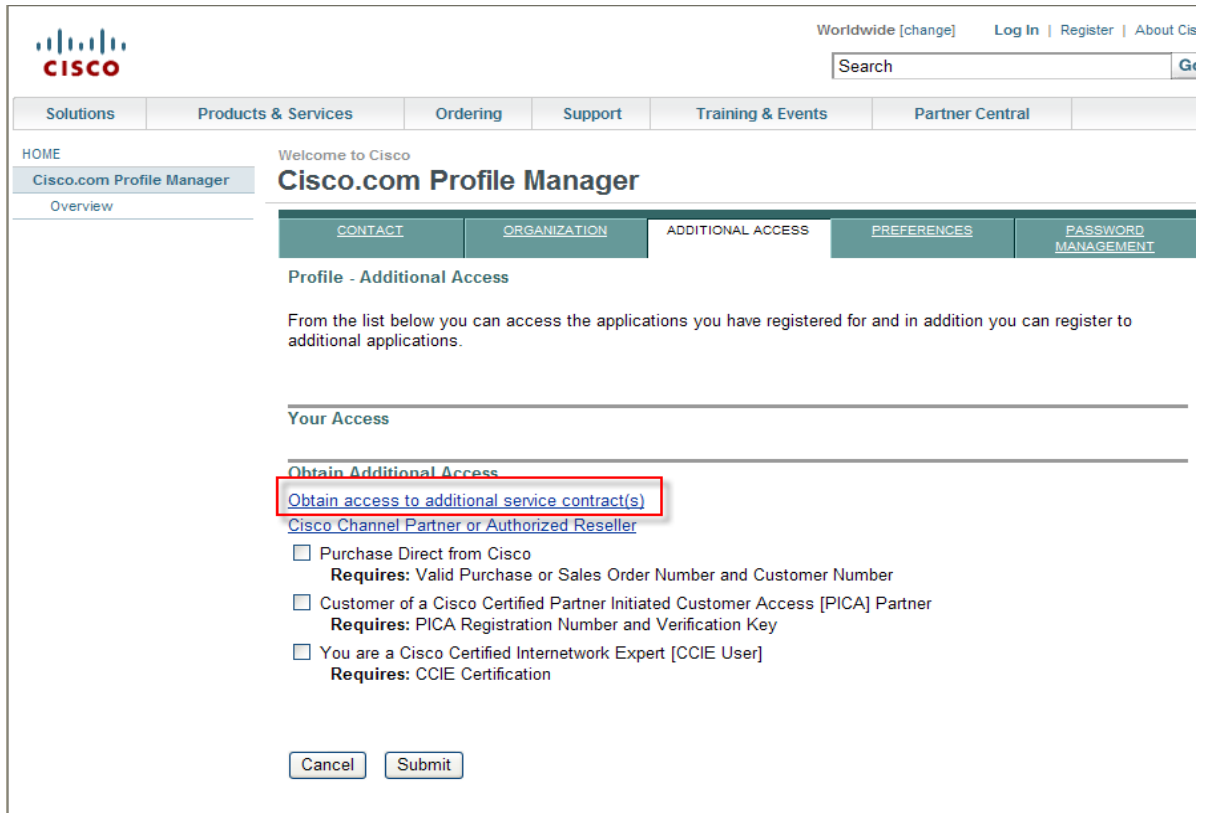 Worldwide [change] Log In | Register | About Cis
CISCO
Search
Solutions Products & Services Ordering Support Training & Events Partner Central
HOME
Cisco.com Profile Manager
Overview
Welcome to Cisco
Cisco.com Profile Manager
CONTACT ORGANIZATION ADDITIONAL ACCESS PREFERENCES PASSWORD
MANAGEMENT
Profile - Additional Access
From the list below you can access the applications you have registered for and in addition you can register to
additional applications.
Your Access
Obtain Additional Access
Obtain access to additional service contract(s)
Cisco Channel Partner or Authorized Reseller
Purchase Direct from Cisco
Requires: Valid Purchase or Sales Order Number and Customer Number
Customer of a Cisco Certified Partner Initiated Customer Access [PICA] Partner
Requires: PICA Registration Number and Verification Key
You are a Cisco Certified Internetwork Expert [CCIE User]
Requires: CCIE Certification
Cancel Submit